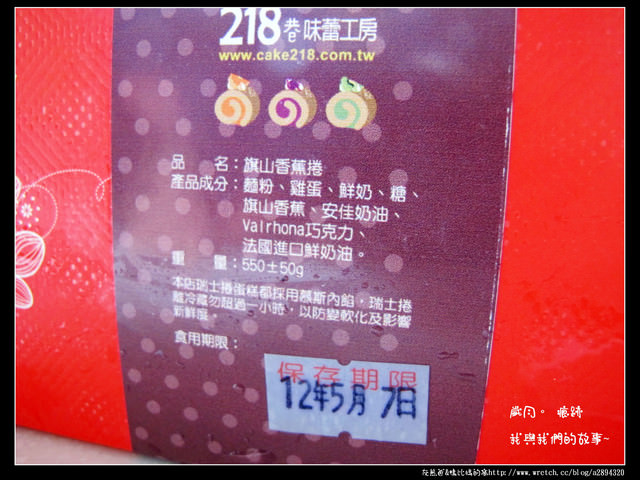 218巷味蕾工房
www.cake218.com.tw
品 名：旗山香蕉捲
產品成分：麵粉、雞蛋、鮮奶、糖、
旗山香蕉、安佳奶油、
Valrhona巧克力、
法國進口鮮奶油。
重 量：550±50g
本店瑞士捲蛋糕都採用慕斯內餡，瑞士捲
離冷藏勿超過一小時，以防變軟化及影響
新鮮度。
食用期限：
保存期限
12年5月 7日
歲月。 痕跡
我與我們的故事~
http://www.wretch.cc/blog/a2894320